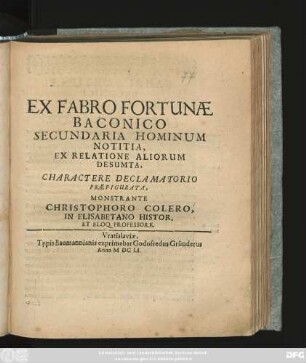 77
EX FABRO FORTUNÆ
BACONICO
SECUNDARIA HOMINUM
NOTITIA,
EX RELATIONE ALIORUM
DESUMTA,
CHARACTERE DECLAMATORIO
PRÆFIGURATA,
MONSTRANTE
CHRISTOPHORO COLERO,
IN ELISABETANO HISTOR.
ET ELOQ. PROFESSORE.
Vratislaviæ,
Typis Baumannianis exprimebat Godofredus Gründerus
Anno M DC LI.